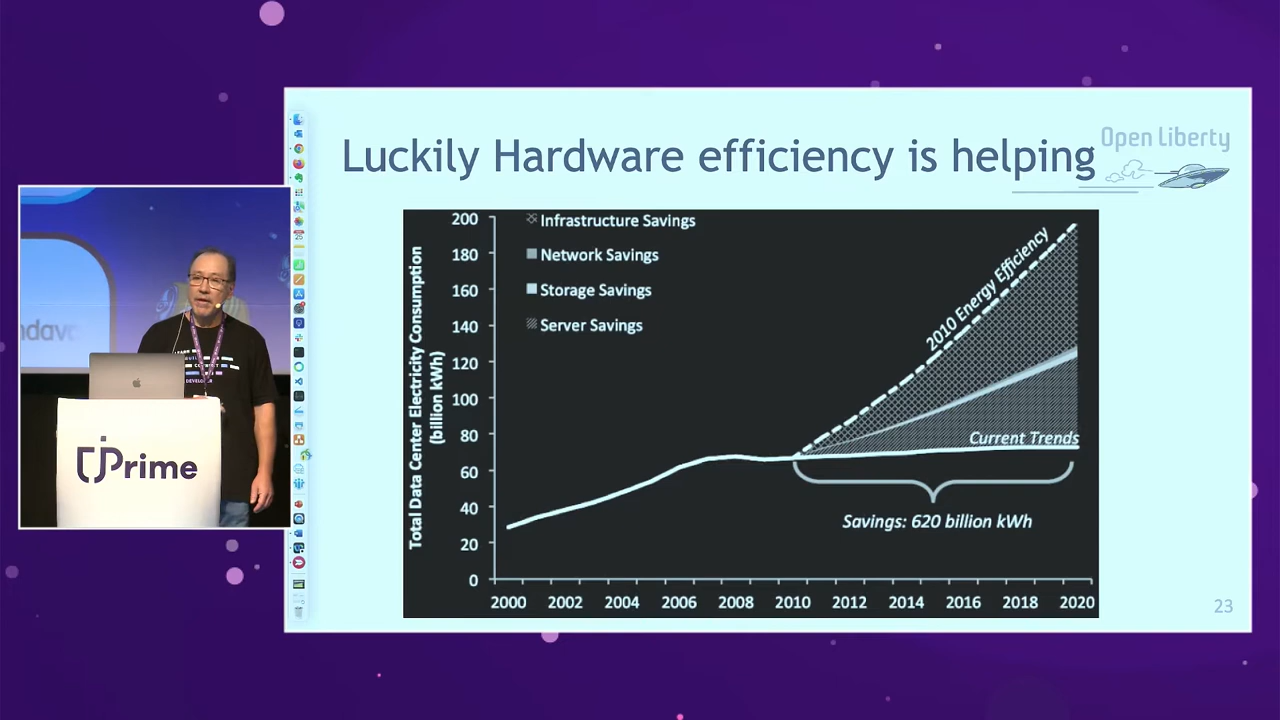 Luckily Hardware efficiency is helping
Open Liberty
Total Data Center Electricity Consumption
(billion kWh)
200
180
160
140
120
100
80
60
40
20
0
Infrastructure Savings
Network Savings
Storage Savings
Server Savings
2010 Energy Efficiency
Current Trends
Savings: 620 billion kWh
2000 2002 2004 2006 2008 2010 2012 2014 2016 2018 2020
23
ndava
jPrime